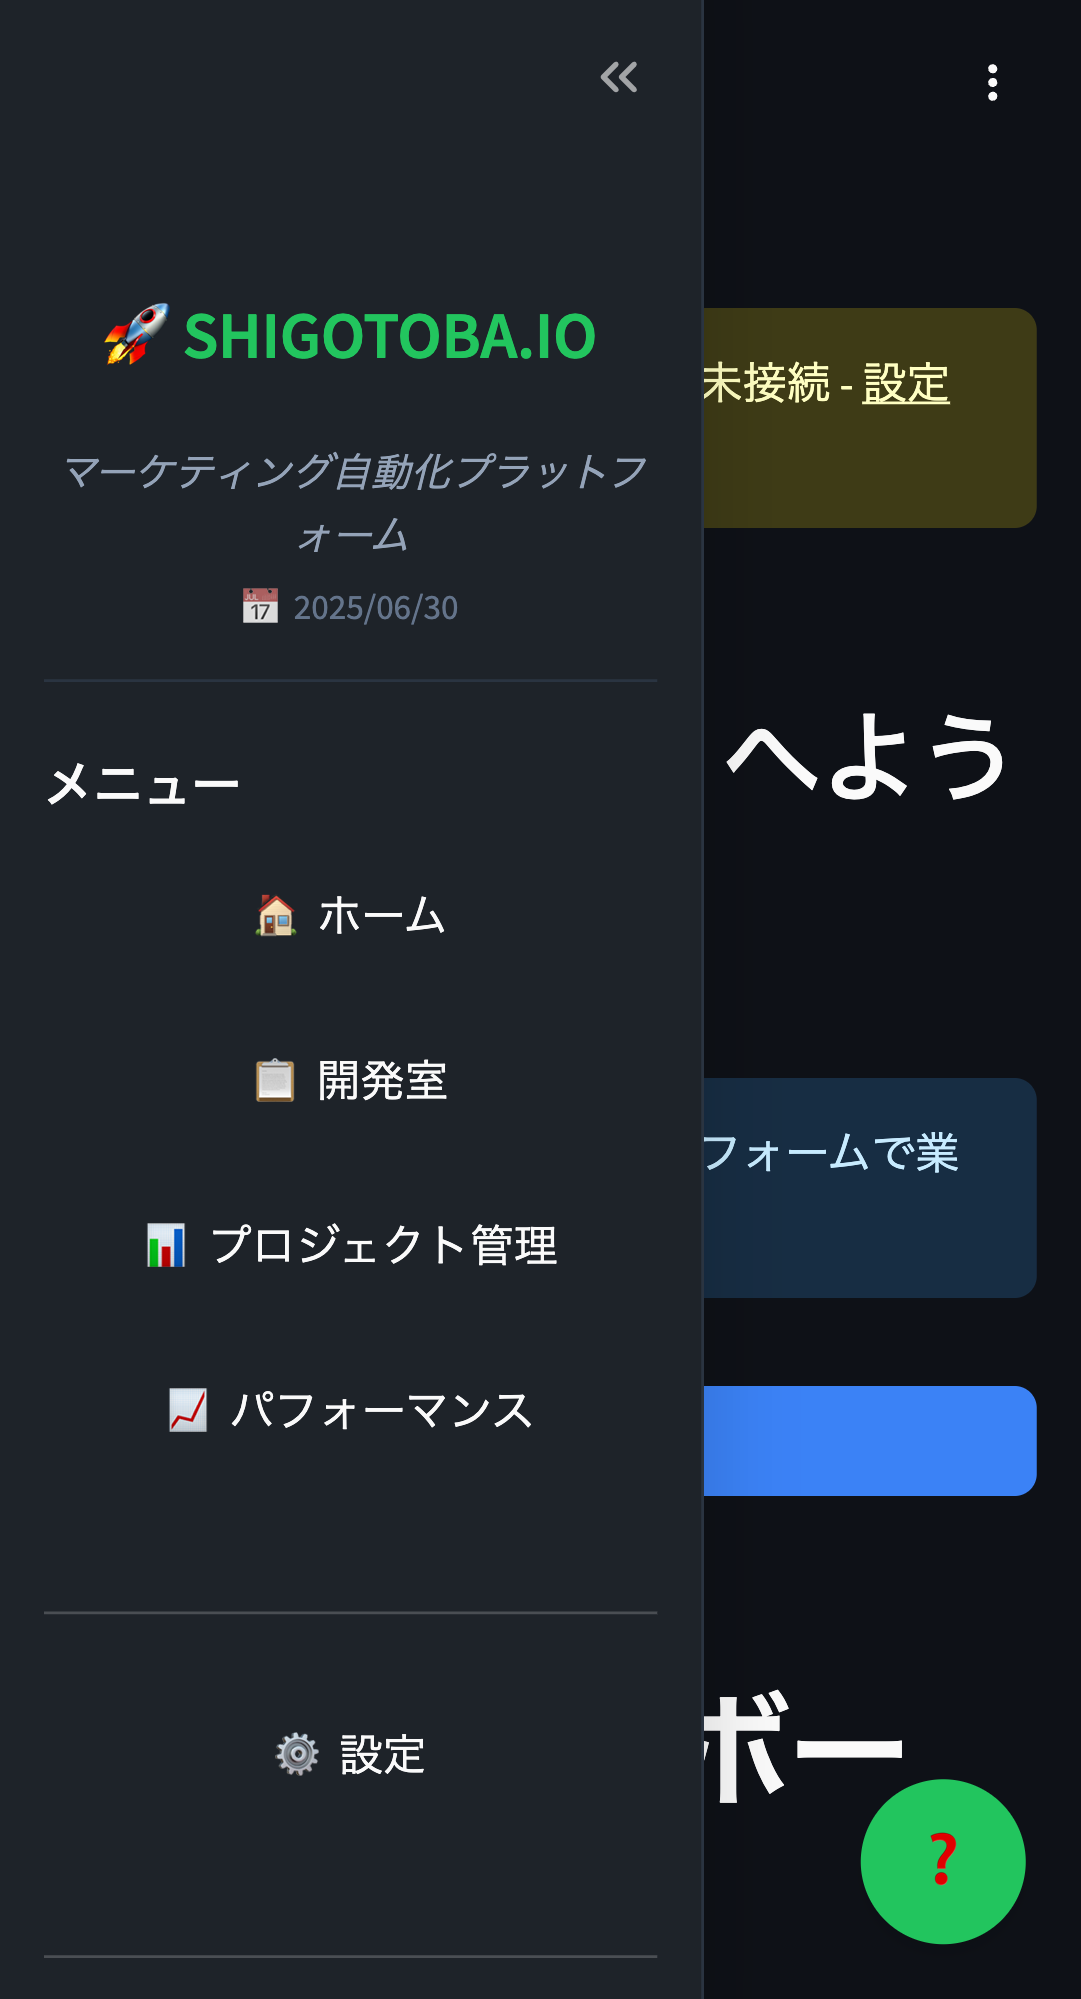 SHIGOTOBA.IO
マーケティング自動化プラットフ
ォーム
2025/06/30
メニュー
ホーム
開発室
プロジェクト管理
パフォーマンス
設定
未接続 - 設定
へよう
フォームで業
ボー
?